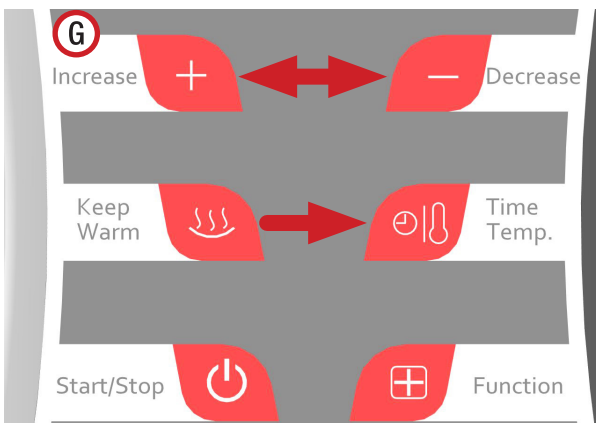 G
Increase + − Decrease
Keep
Warm
Time
Temp.
Start/Stop
Function